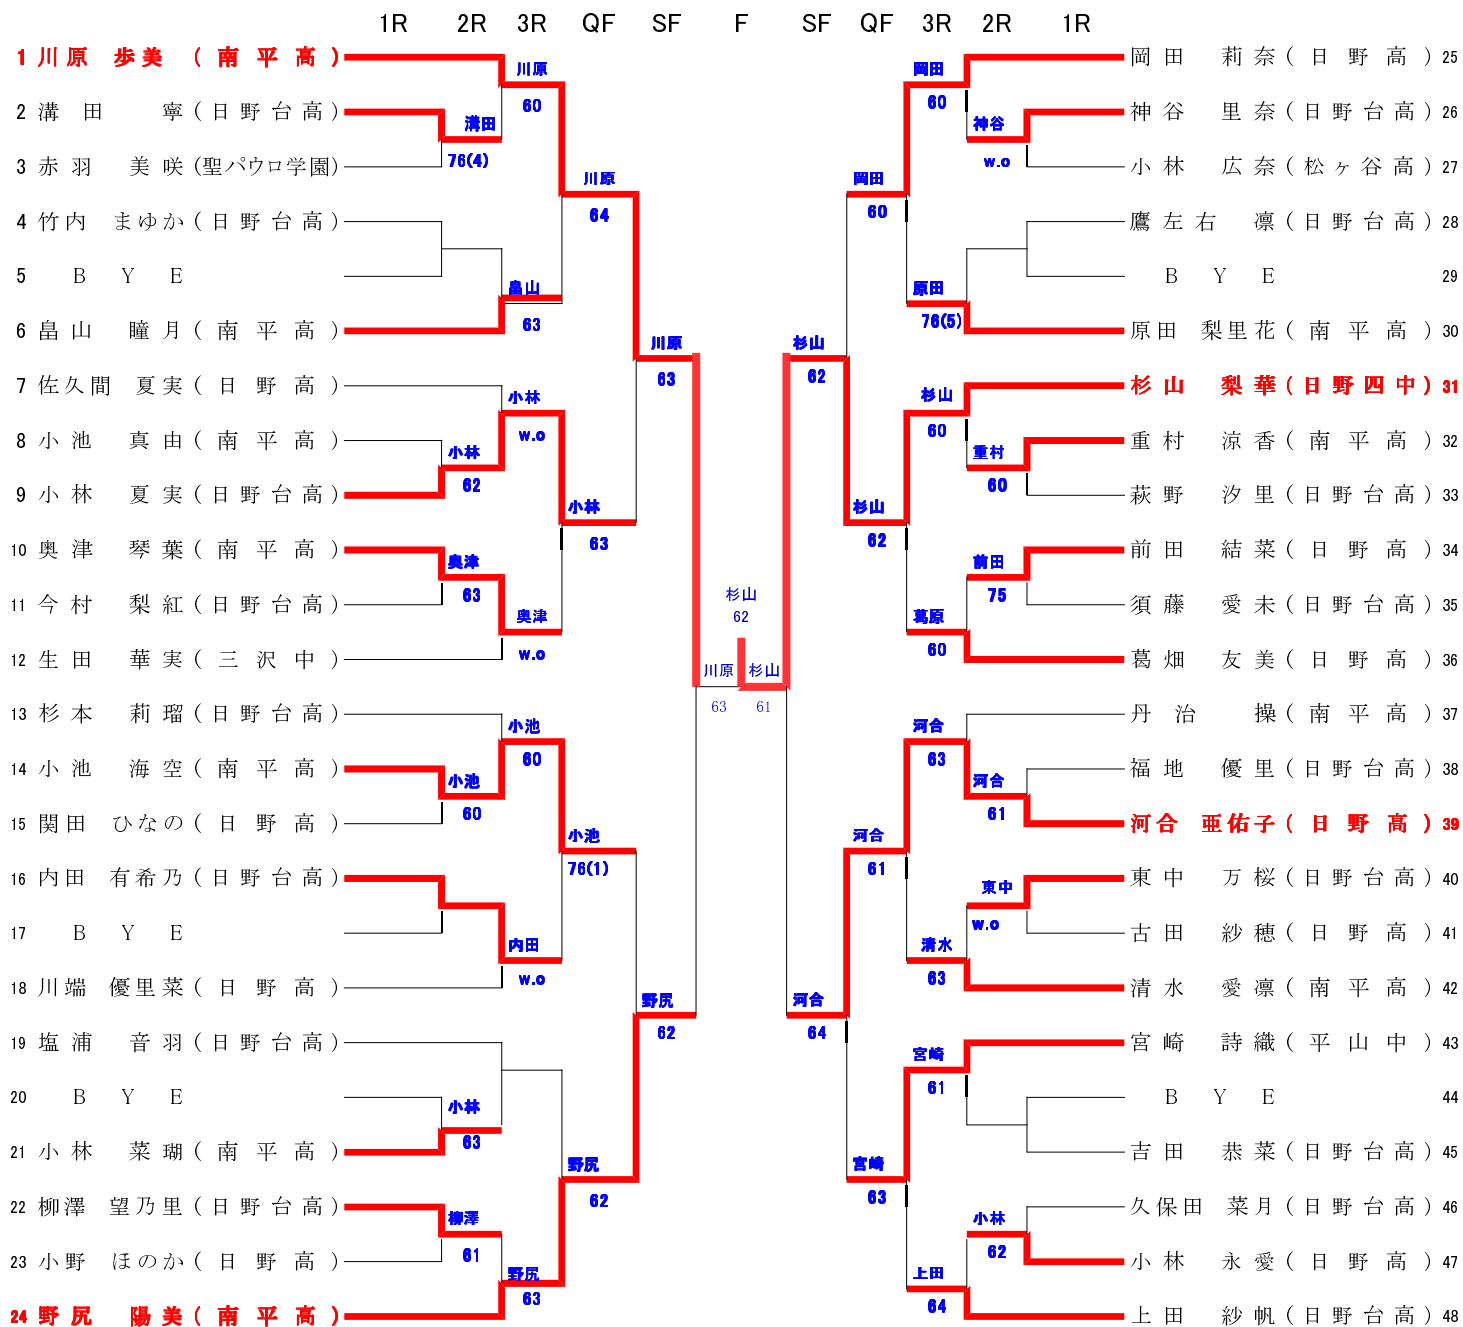 1R 2R 3R QF SF F SF QF 3R 2R 1R
1 川原 歩美 (南平高)
2 溝田 寧 (日野台高)
3 赤羽 美咲 (聖パウロ学園)
4 竹内 まゆか (日野台高)
5 BYE
6 畠山 瞳月 (南平高)
7 佐久間 夏実 (日野高)
8 小池 真由 (南平高)
9 小林 夏実 (日野台高)
10 奥津 琴葉 (南平高)
11 今村 梨紅 (日野台高)
12 生田 華実 (三沢中)
13 杉本 莉瑠 (日野台高)
14 小池 海空 (南平高)
15 関田 ひなの (日野高)
16 内田 有希乃 (日野台高)
17 BYE
18 川端 優里菜 (日野高)
19 塩浦 音羽 (日野台高)
20 BYE
21 小林 菜瑚 (南平高)
22 柳澤 望乃里 (日野台高)
23 小野 ほのか (日野高)
24 野尻 陽美 (南平高)
溝田
76(4)
小林
62
奥津
63
小池
60
小林
63
柳澤
61
川原
60
畠山
63
小林
w.o
奥津
w.o
小池
60
内田
w.o
野尻
63
川原
64
小林
63
小池
76(1)
野尻
62
川原
63
野尻
62
杉山
62
川原 杉山
63 61
杉山
62
河合
64
岡田
60
杉山
62
河合
61
宮崎
63
岡田
60
原田
76(5)
杉山
60
葛原
60
河合
63
清水
63
宮崎
61
上田
64
神谷
w.o
重村
60
前田
75
河合
61
東中
w.o
小林
62
岡田 莉奈 (日野高) 25
神谷 里奈 (日野台高) 26
小林 広奈 (松ヶ谷高) 27
鷹左右 凛 (日野台高) 28
BYE 29
原田 梨里花 (南平高) 30
杉山 梨華 (日野四中) 31
重村 涼香 (南平高) 32
萩野 汐里 (日野台高) 33
前田 結菜 (日野高) 34
須藤 愛未 (日野台高) 35
葛畑 友美 (日野高) 36
丹治 操 (南平高) 37
福地 優里 (日野台高) 38
河合 亜佑子 (日野高) 39
東中 万桜 (日野台高) 40
古田 紗穂 (日野高) 41
清水 愛凛 (南平高) 42
宮崎 詩織 (平山中) 43
BYE 44
吉田 恭菜 (日野台高) 45
久保田 菜月 (日野台高) 46
小林 永愛 (日野高) 47
上田 紗帆 (日野台高) 48